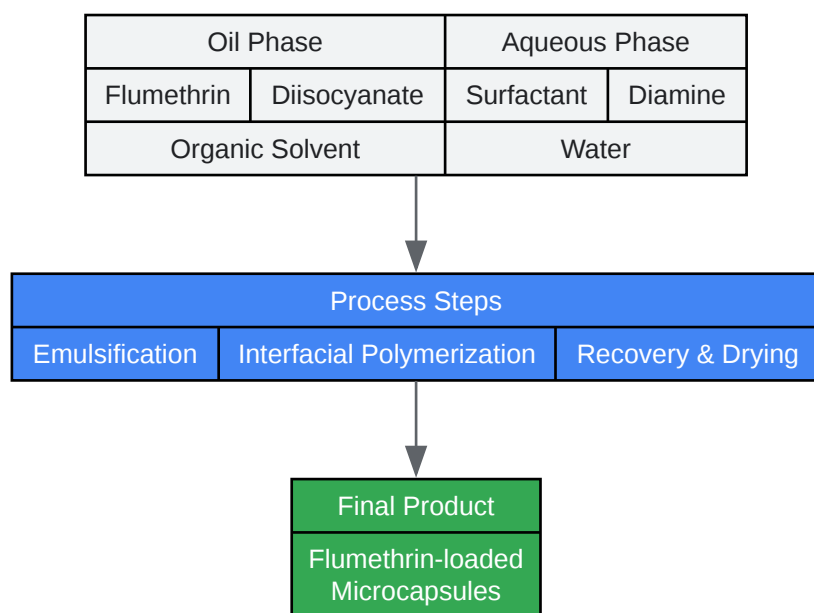 Oil Phase
Aqueous Phase
Flumethrin
Diisocyanate
Surfactant
Diamine
Organic Solvent
Water
Process Steps
Emulsification
Interfacial Polymerization
Recovery & Drying
Final Product
Flumethrin-loaded
Microcapsules